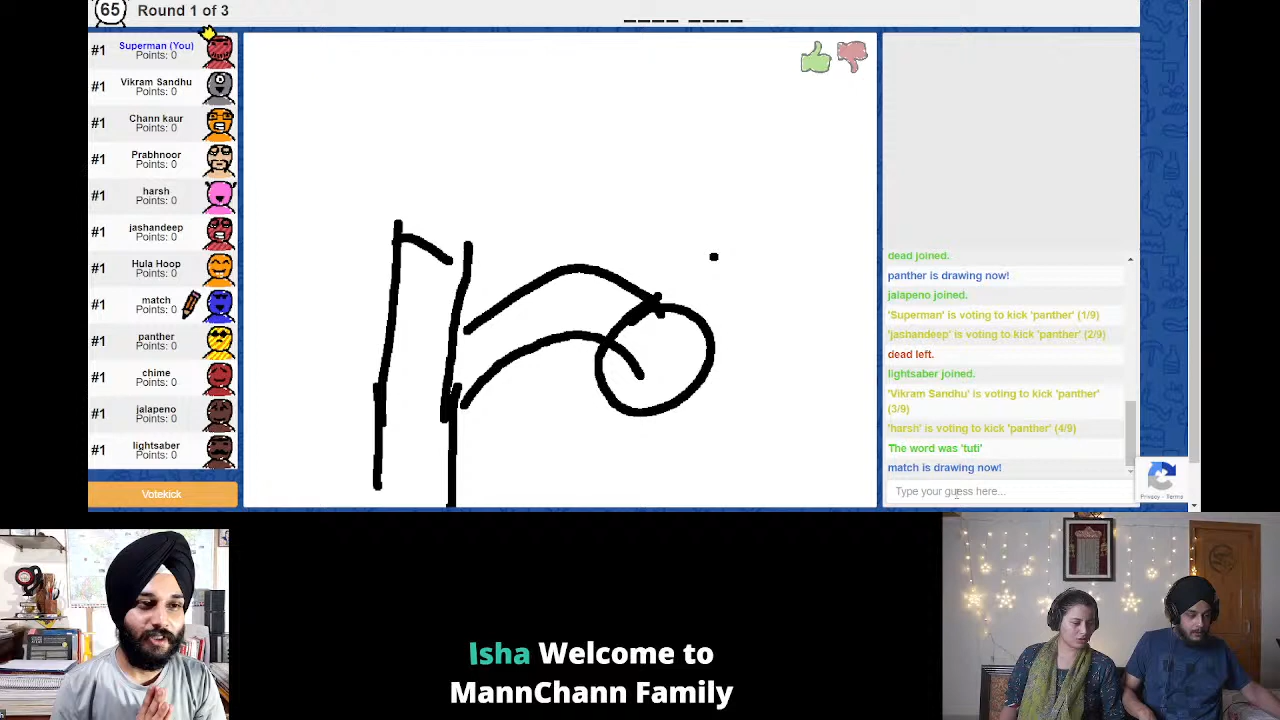 65 Round 1 of 3
____ ____
#1 Superman (You)
Points: 0
#1 Vikram Sandhu
Points: 0
#1 Chann kaur
Points: 0
#1 Prabhnoor
Points: 0
#1 harsh
Points: 0
#1 jashandeep
Points: 0
#1 Hula Hoop
Points: 0
#1 match
Points: 0
#1 panther
Points: 0
#1 chime
Points: 0
#1 jalapeno
Points: 0
#1 lightsaber
Points: 0
Votekick
dead joined.
panther is drawing now!
jalapeno joined.
'Superman' is voting to kick 'panther' (1/9)
'jashandeep' is voting to kick 'panther' (2/9)
dead left.
lightsaber joined.
'Vikram Sandhu' is voting to kick 'panther'
(3/9)
'harsh' is voting to kick 'panther' (4/9)
The word was 'tuti'
match is drawing now!
Type your guess here...
Privacy - Terms
Isha Welcome to
MannChann Family